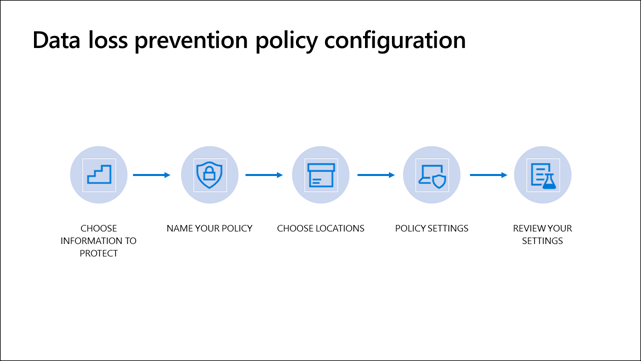 Data loss prevention policy configuration
CHOOSE
INFORMATION TO
PROTECT
NAME YOUR POLICY
CHOOSE LOCATIONS
POLICY SETTINGS
REVIEW YOUR
SETTINGS